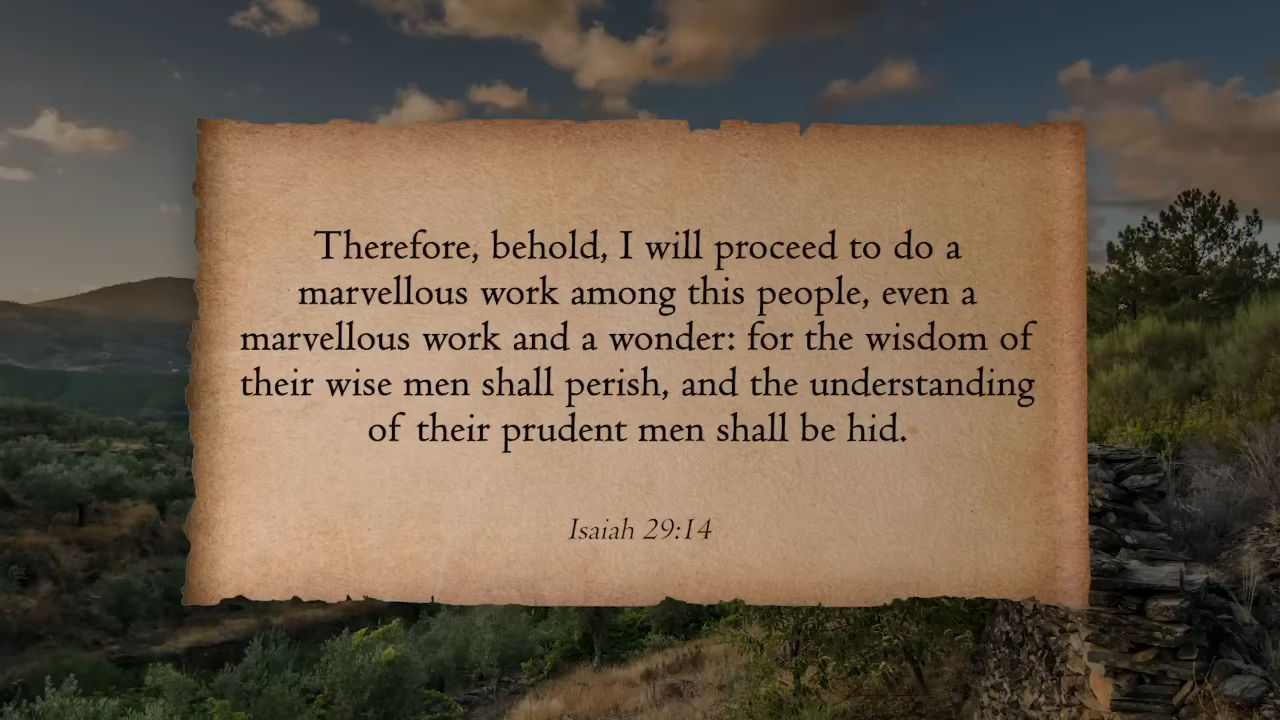 Therefore, behold, I will proceed to do a
marvellous work among this people, even a
marvellous work and a wonder: for the wisdom of
their wise men shall perish, and the understanding
of their prudent men shall be hid.
Isaiah 29:14